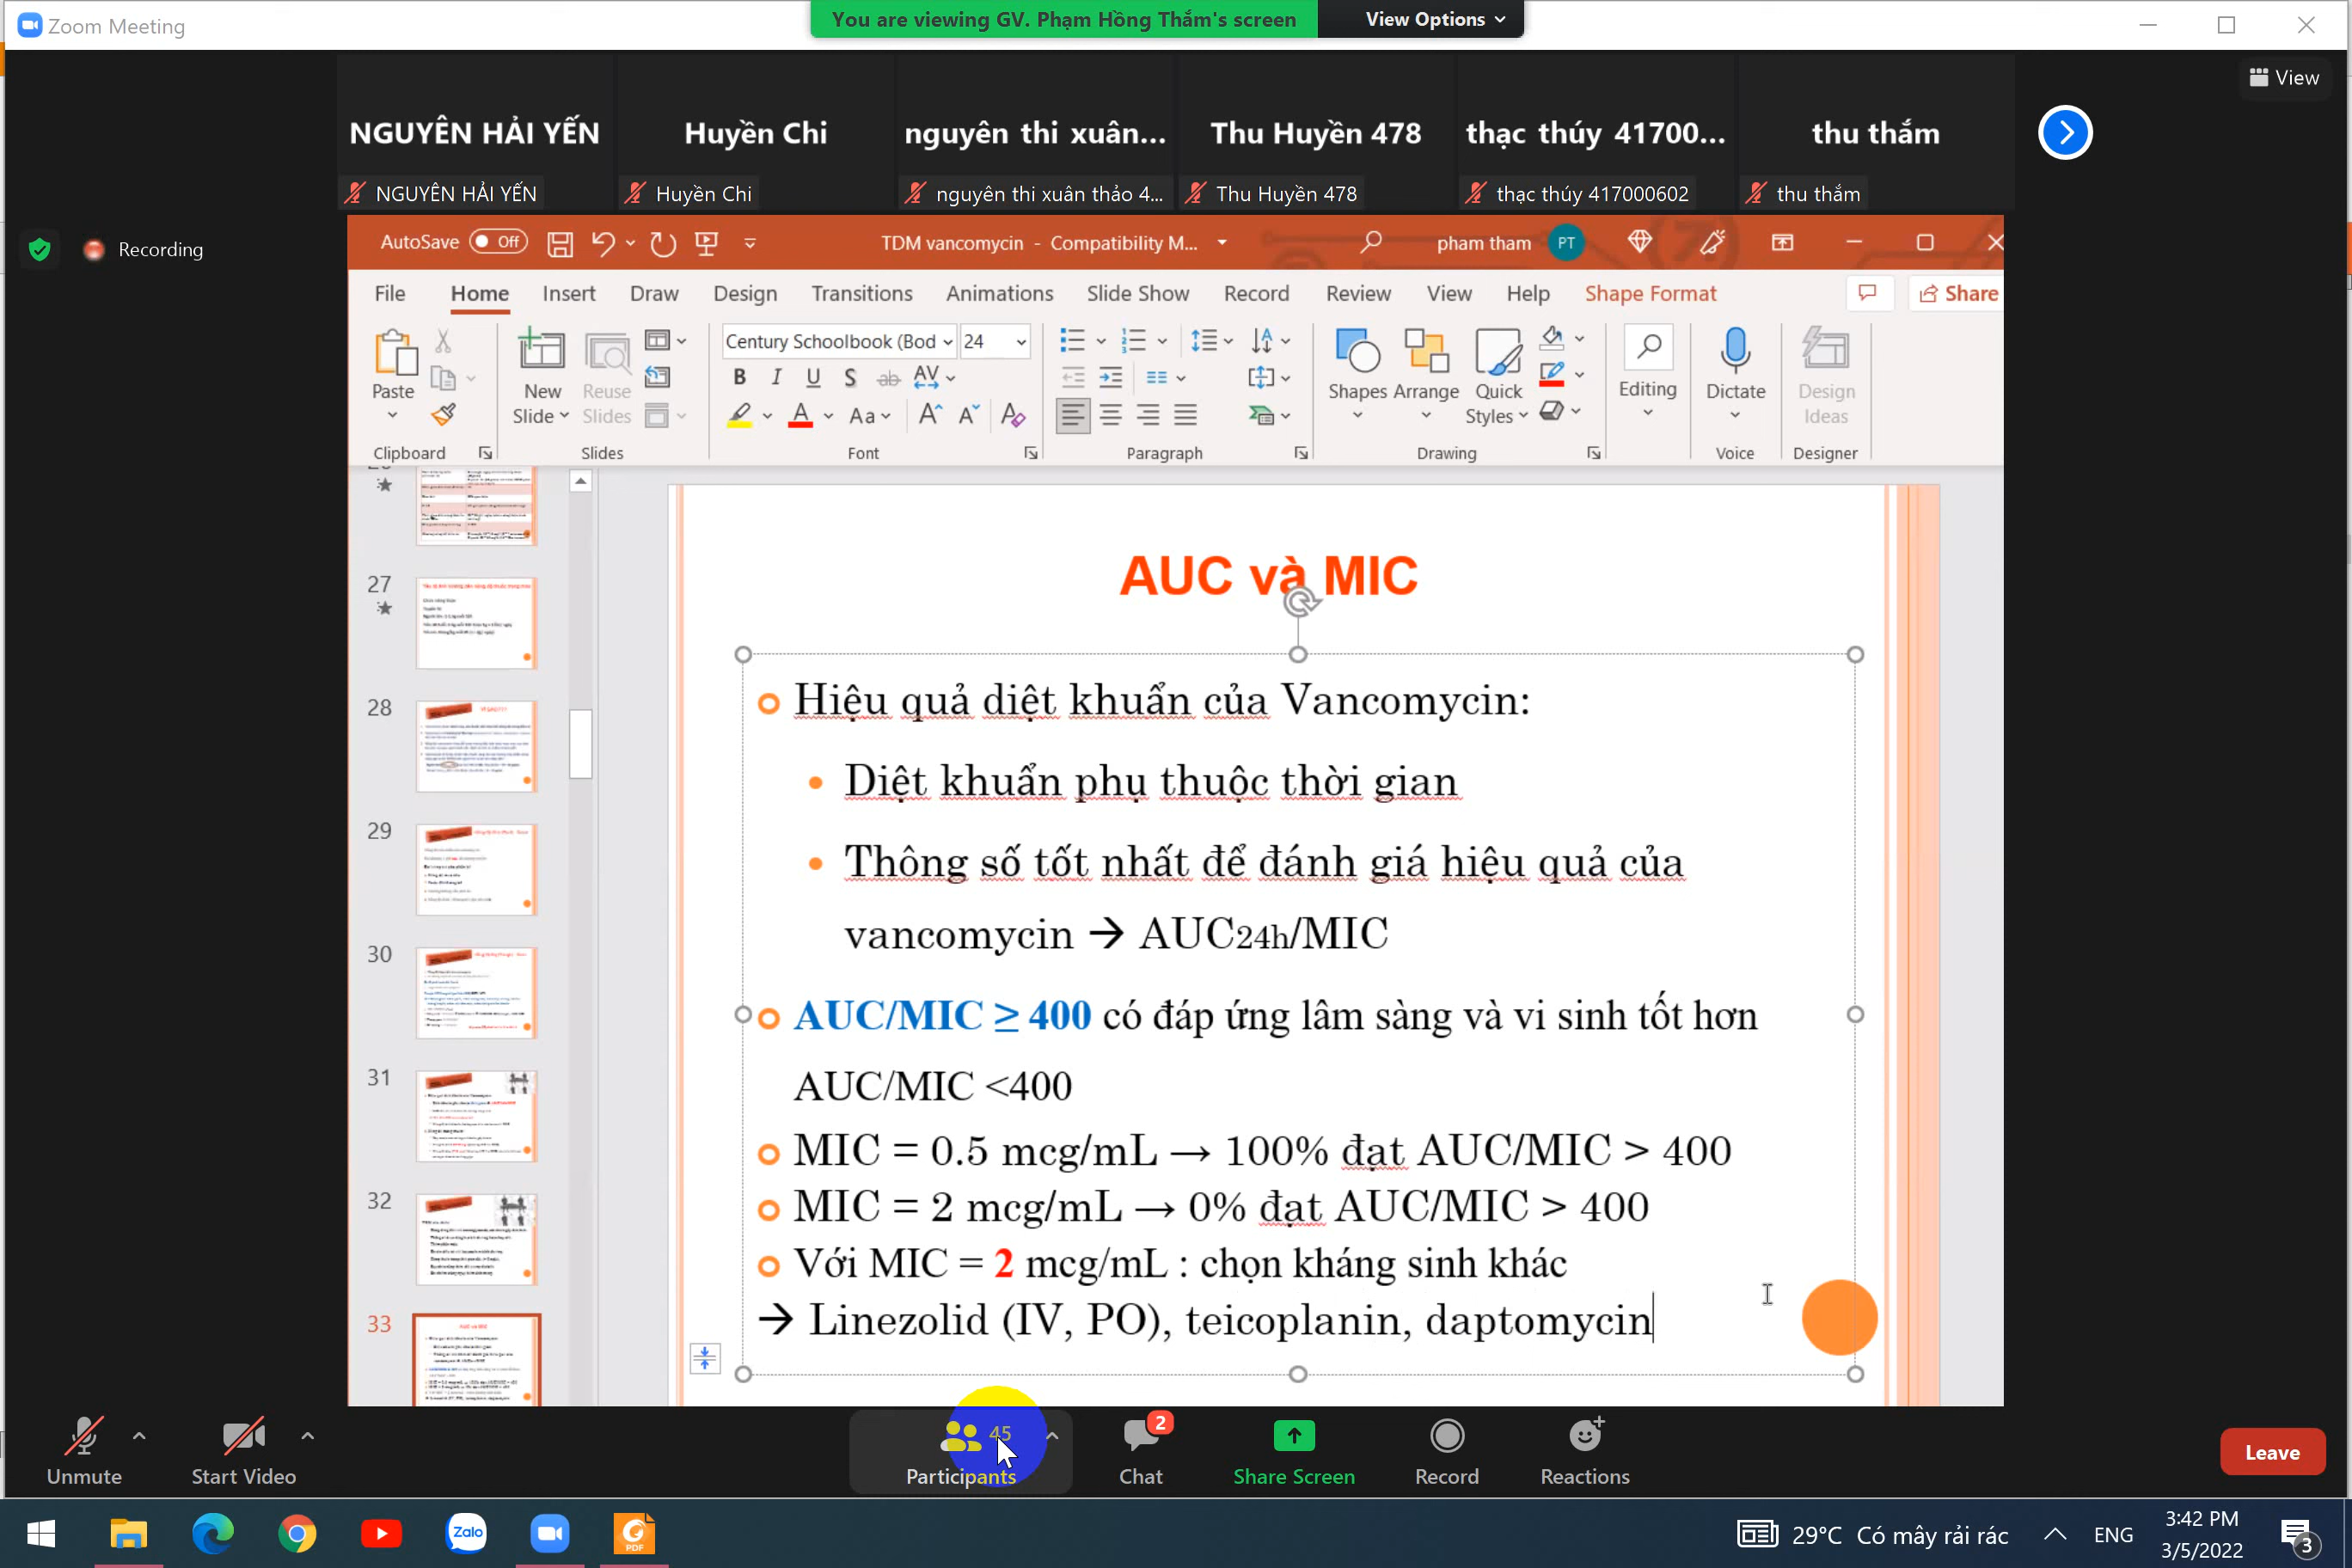 Zoom Meeting
You are viewing GV. Phạm Hồng Thắm's screen
View Options
View
NGUYÊN HẢI YẾN
Huyền Chi
nguyên thi xuân...
Thu Huyền 478
thạc thúy 41700...
thu thắm
NGUYÊN HẢI YẾN
Huyền Chi
nguyên thi xuân thảo 4...
Thu Huyền 478
thạc thúy 417000602
thu thắm
Recording
AutoSave Off
TDM vancomycin - Compatibility M...
pham tham PT
File Home Insert Draw Design Transitions Animations Slide Show Record Review View Help Shape Format Share
Century Schoolbook (Bod 24
Paste
New Slide
Reuse Slides
Shapes
Arrange
Quick Styles
Editing
Dictate
Design Ideas
Clipboard Slides Font Paragraph Drawing Voice Designer
27
28
29
30
31
32
33
AUC và MIC
Hiệu quả diệt khuẩn của Vancomycin:
Diệt khuẩn phụ thuộc thời gian
Thông số tốt nhất để đánh giá hiệu quả của
vancomycin → AUC24h/MIC
AUC/MIC ≥ 400 có đáp ứng lâm sàng và vi sinh tốt hơn
AUC/MIC <400
MIC = 0.5 mcg/mL → 100% đạt AUC/MIC > 400
MIC = 2 mcg/mL → 0% đạt AUC/MIC > 400
Với MIC = 2 mcg/mL : chọn kháng sinh khác
→ Linezolid (IV, PO), teicoplanin, daptomycin
Unmute
Start Video
45
Participants
2
Chat
Share Screen
Record
Reactions
Leave
Zalo
PDF
29°C Có mây rải rác
ENG
3:42 PM
3/5/2022
3